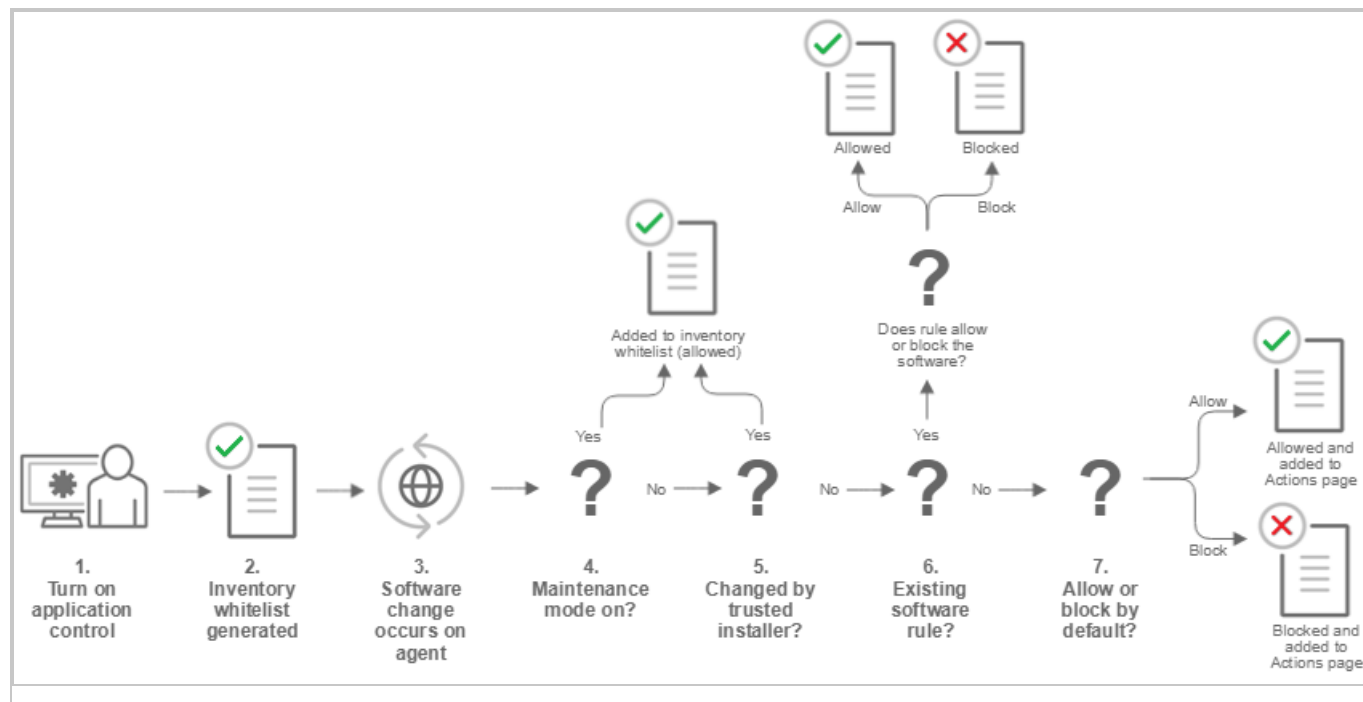 Allowed
Blocked
Allow
Block
Does rule allow
or block the
software?
Added to inventory
whitelist (allowed)
Yes
Yes
Yes
No
No
No
Allow
Allowed and
added to
Actions page
Block
Blocked and
added to
Actions page
1.
Turn on
application
control
2.
Inventory
whitelist
generated
3.
Software
change
occurs on
agent
4.
Maintenance
mode on?
5.
Changed by
trusted
installer?
6.
Existing
software
rule?
7.
Allow or
block by
default?
?
?
?
?
?